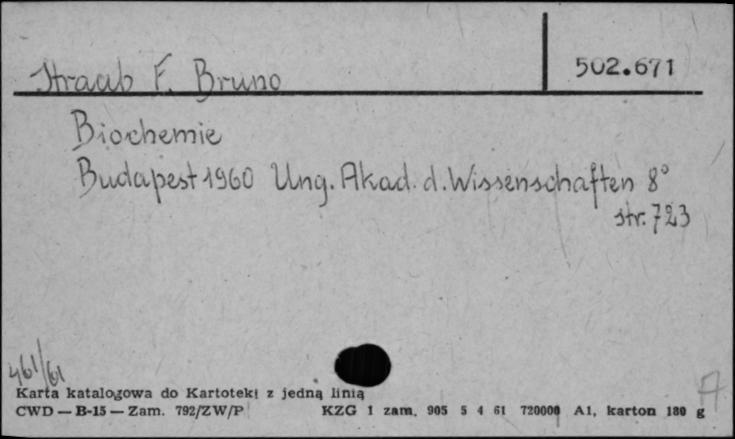 Straub F. Bruno
502.671
Biochemie
Budapest 1960 Ung. Akad. d. Wissenschaften 8°
str. 723
461/61
Karta katalogowa do Kartoteki z jedną linią
CWD — B-15 — Zam. 792/ZW/P KZG 1 zam. 905 5 4 61 720000 A1, karton 180 g